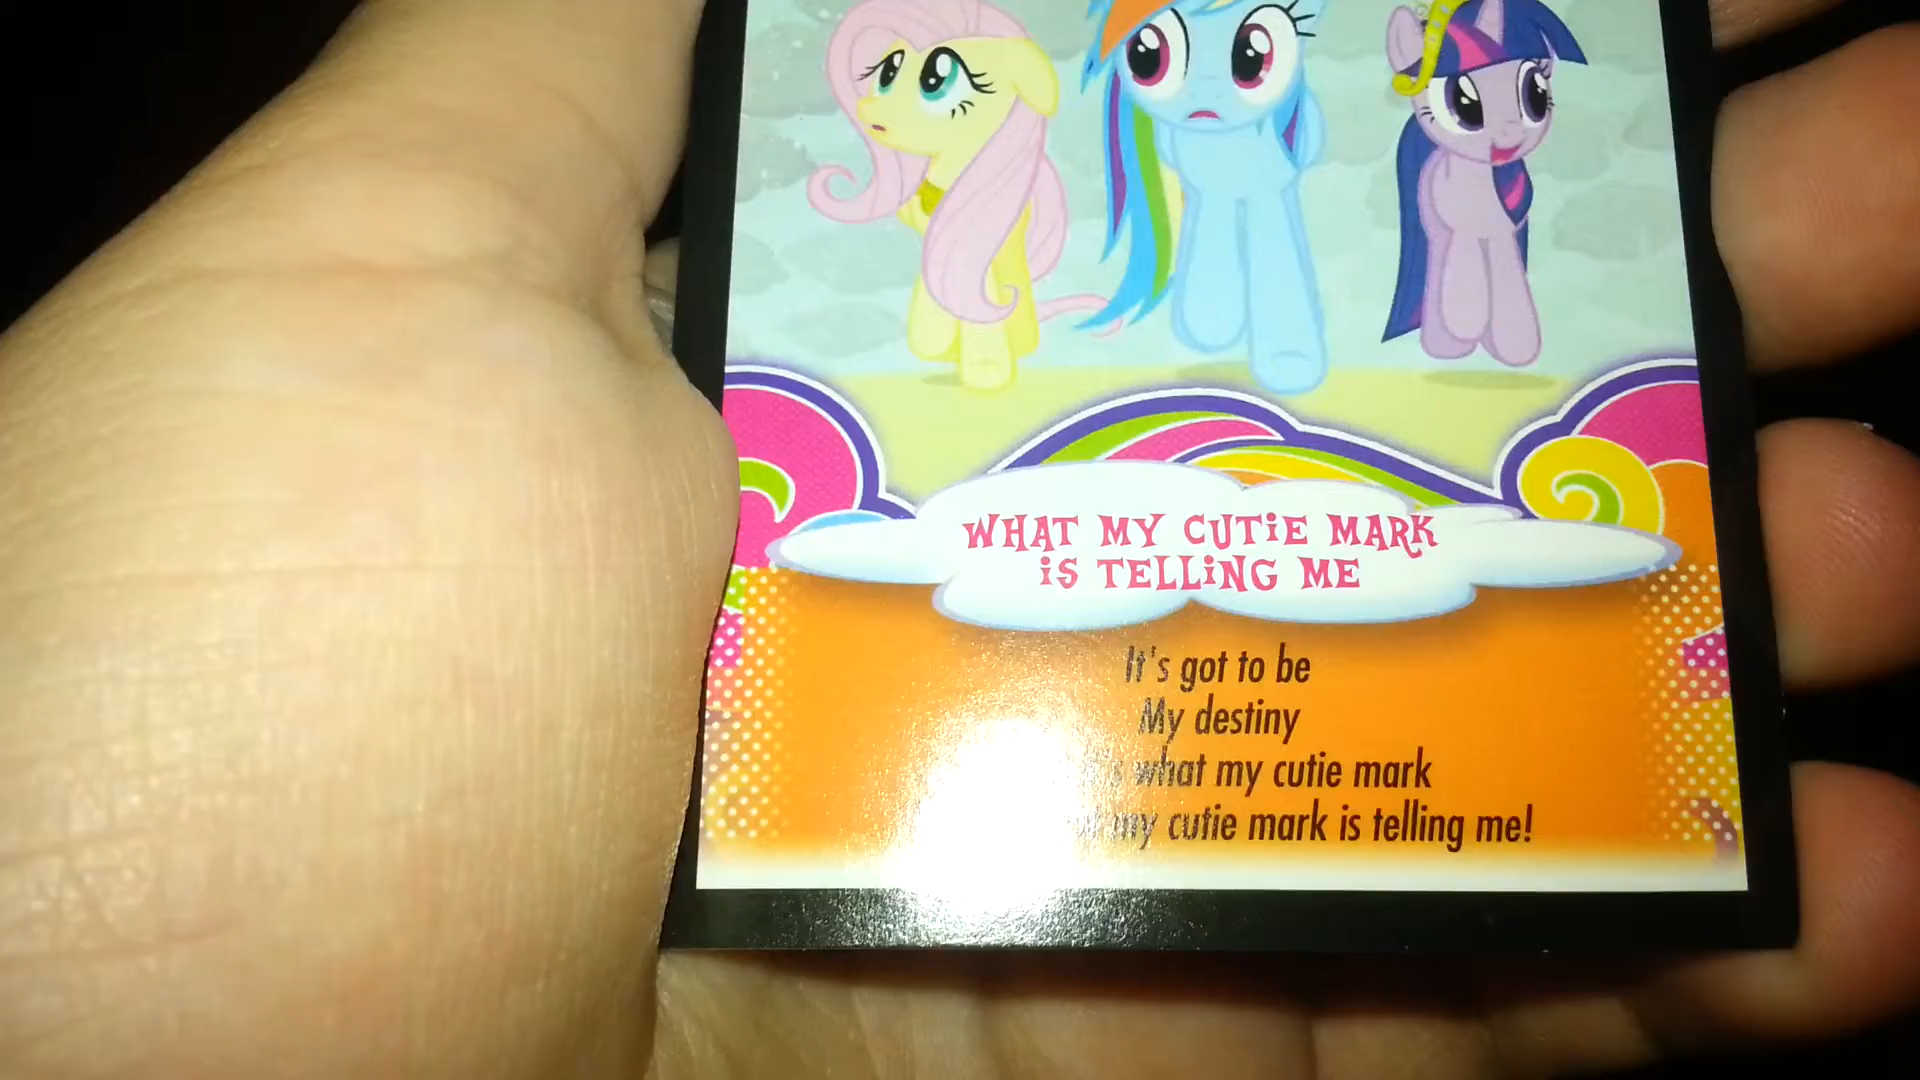 WHAT MY CUTiE MARK
iS TELLiNG ME
It's got to be
My destiny
what my cutie mark
my cutie mark is telling me!